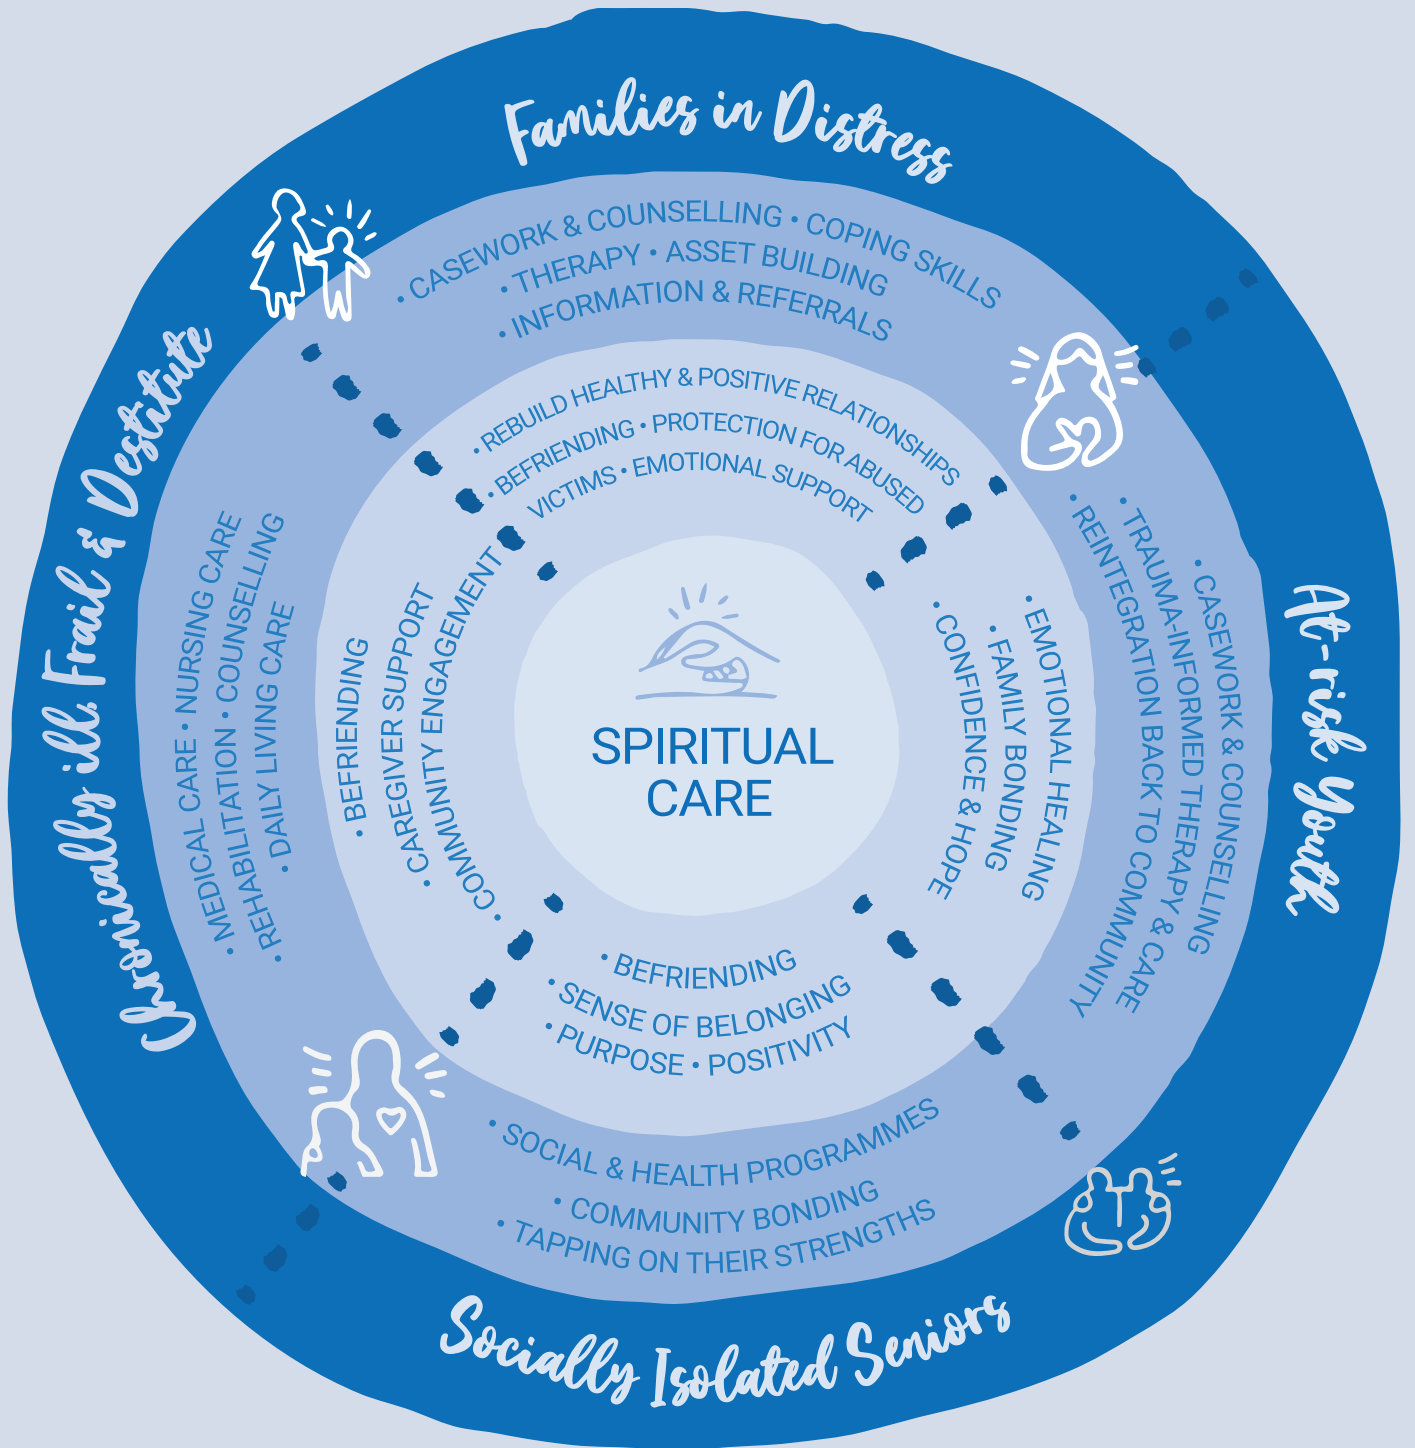 Families in Distress
• CASEWORK & COUNSELLING • COPING SKILLS
• THERAPY • ASSET BUILDING
• INFORMATION & REFERRALS
• REBUILD HEALTHY & POSITIVE RELATIONSHIPS
• BEFRIENDING • PROTECTION FOR ABUSED
VICTIMS • EMOTIONAL SUPPORT
Chronically ill, Frail & Destitute
• MEDICAL CARE • NURSING CARE
• REHABILITATION • COUNSELLING
• DAILY LIVING CARE
• BEFRIENDING
• CAREGIVER SUPPORT
• COMMUNITY ENGAGEMENT
SPIRITUAL
CARE
At-risk Youth
• CASEWORK & COUNSELLING
• TRAUMA-INFORMED THERAPY & CARE
• REINTEGRATION BACK TO COMMUNITY
• EMOTIONAL HEALING
• FAMILY BONDING
• CONFIDENCE & HOPE
• BEFRIENDING
• SENSE OF BELONGING
• PURPOSE • POSITIVITY
• SOCIAL & HEALTH PROGRAMMES
• COMMUNITY BONDING
• TAPPING ON THEIR STRENGTHS
Socially Isolated Seniors